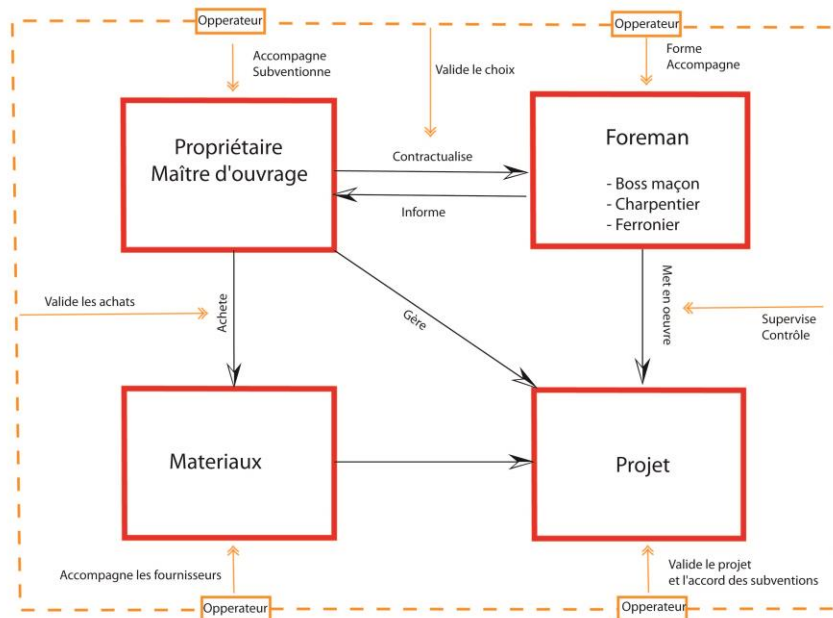 Opperateur
Opperateur
Accompagne
Subventionne
Valide le choix
Forme
Accompagne
Propriétaire
Maître d'ouvrage
Contractualise
Informe
Foreman
- Boss maçon
- Charpentier
- Ferronier
Valide les achats
Achete
Gère
Met en oeuvre
Supervise
Contrôle
Materiaux
Projet
Accompagne les fournisseurs
Valide le projet
et l'accord des subventions
Opperateur
Opperateur